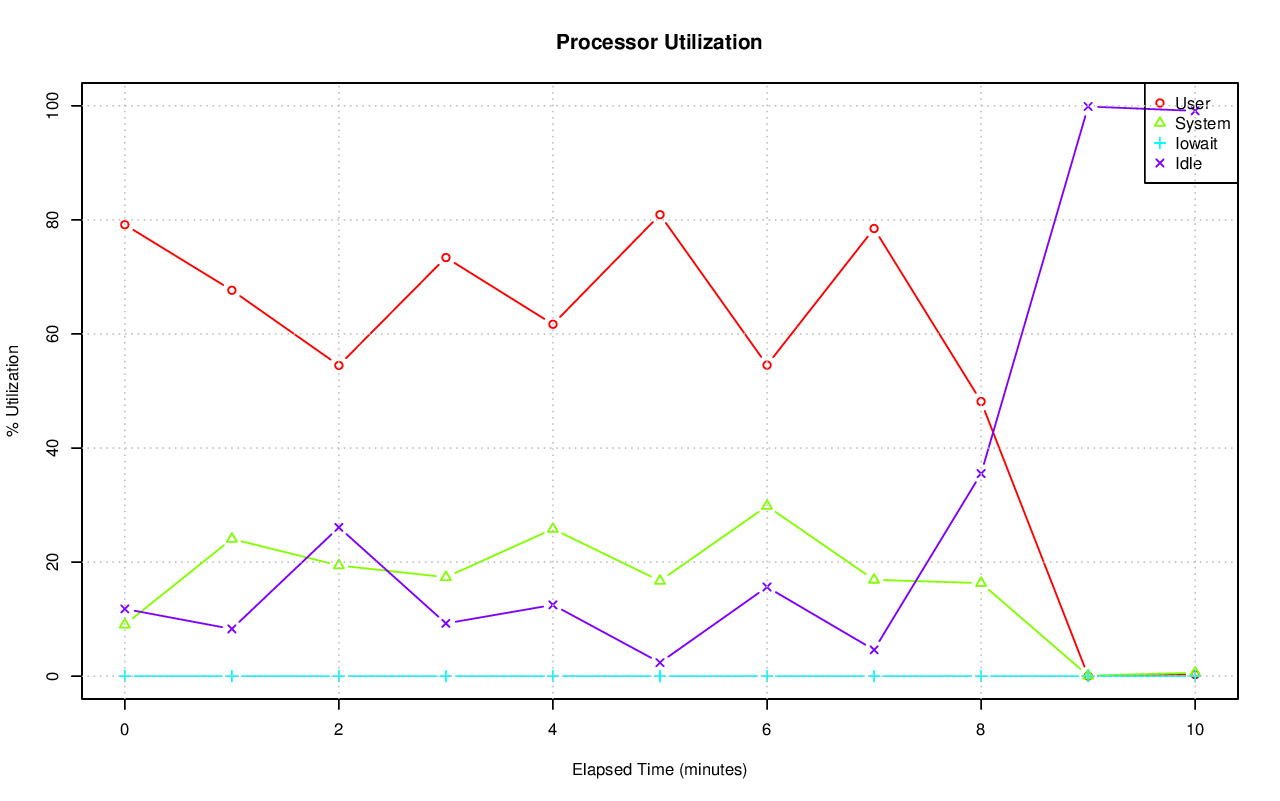 Processor Utilization
% Utilization
100
80
60
40
20
0
User
System
Iowait
Idle
0 2 4 6 8 10
Elapsed Time (minutes)